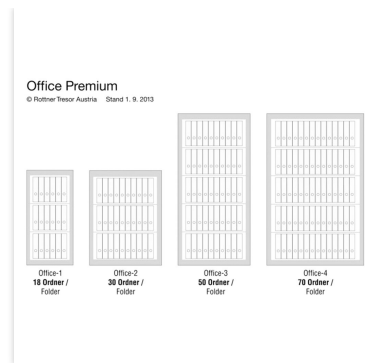 Office Premium
© Rottner Tresor Austria Stand 1. 9. 2013
Office-1
18 Ordner /
Folder
Office-2
30 Ordner /
Folder
Office-3
50 Ordner /
Folder
Office-4
70 Ordner /
Folder